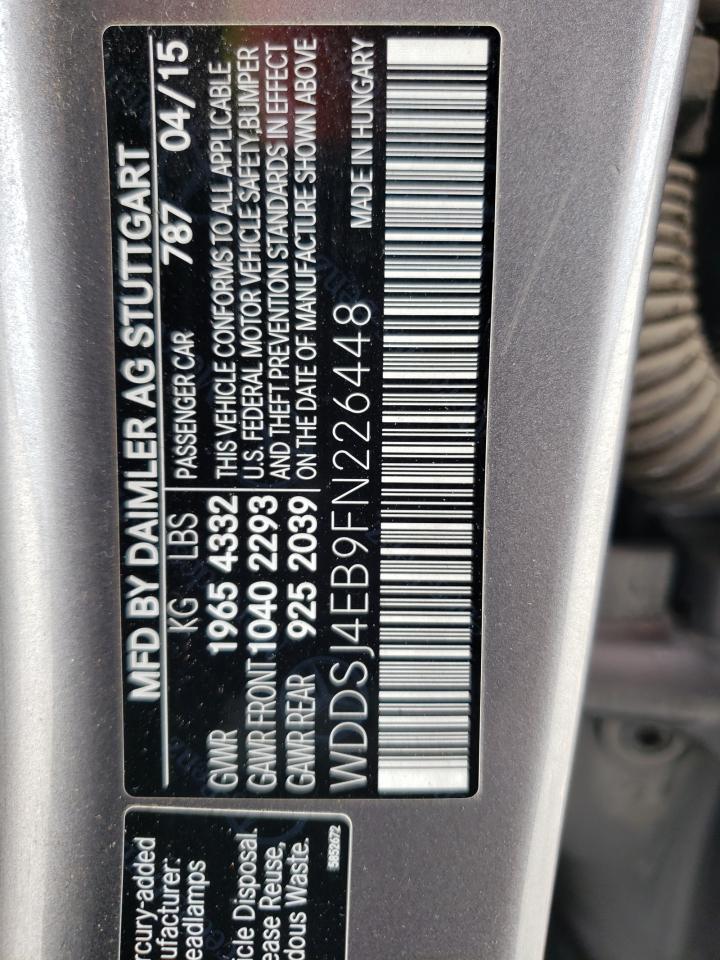 MFD BY DAIMLER AG STUTTGART
KG LBS PASSENGER CAR 787 04/15
GWR 1965 4332 THIS VEHICLE CONFORMS TO ALL APPLICABLE
GAWR FRONT 1040 2293 U.S. FEDERAL MOTOR VEHICLE SAFETY,BUMPER
GAWR REAR 925 2039 AND THEFT PREVENTION STANDARDS IN EFFECT
ON THE DATE OF MANUFACTURE SHOWN ABOVE
WDDSJ4EB9FN226448 MADE IN HUNGARY
rcury-added
ufacturer:
eadlamps
icle Disposal.
ease Reuse,
dous Waste.
5852672